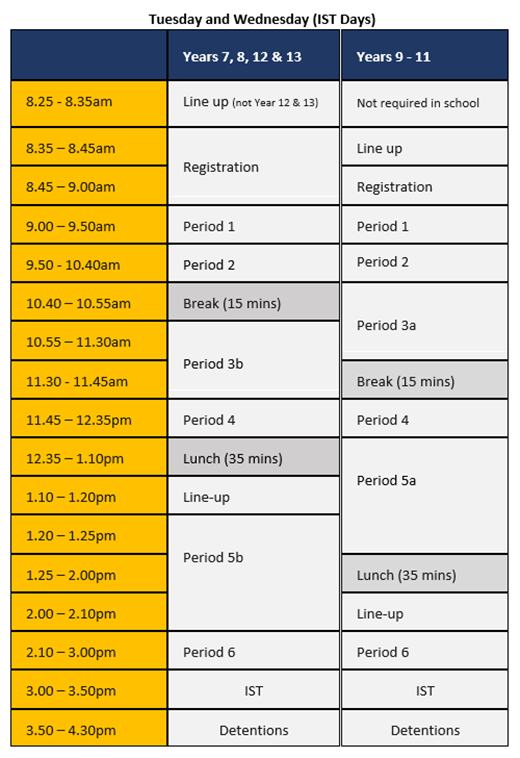 Tuesday and Wednesday (IST Days)
Years 7, 8, 12 & 13 Years 9 - 11
8.25 - 8.35am Line up (not Year 12 & 13) Not required in school
8.35 – 8.45am Registration Line up
8.45 – 9.00am Registration
9.00 – 9.50am Period 1 Period 1
9.50 - 10.40am Period 2 Period 2
10.40 – 10.55am Break (15 mins) Period 3a
10.55 – 11.30am Period 3b
11.30 - 11.45am Break (15 mins)
11.45 – 12.35pm Period 4 Period 4
12.35 – 1.10pm Lunch (35 mins) Period 5a
1.10 – 1.20pm Line-up
1.20 – 1.25pm Period 5b
1.25 – 2.00pm Lunch (35 mins)
2.00 – 2.10pm Line-up
2.10 – 3.00pm Period 6 Period 6
3.00 – 3.50pm IST IST
3.50 – 4.30pm Detentions Detentions